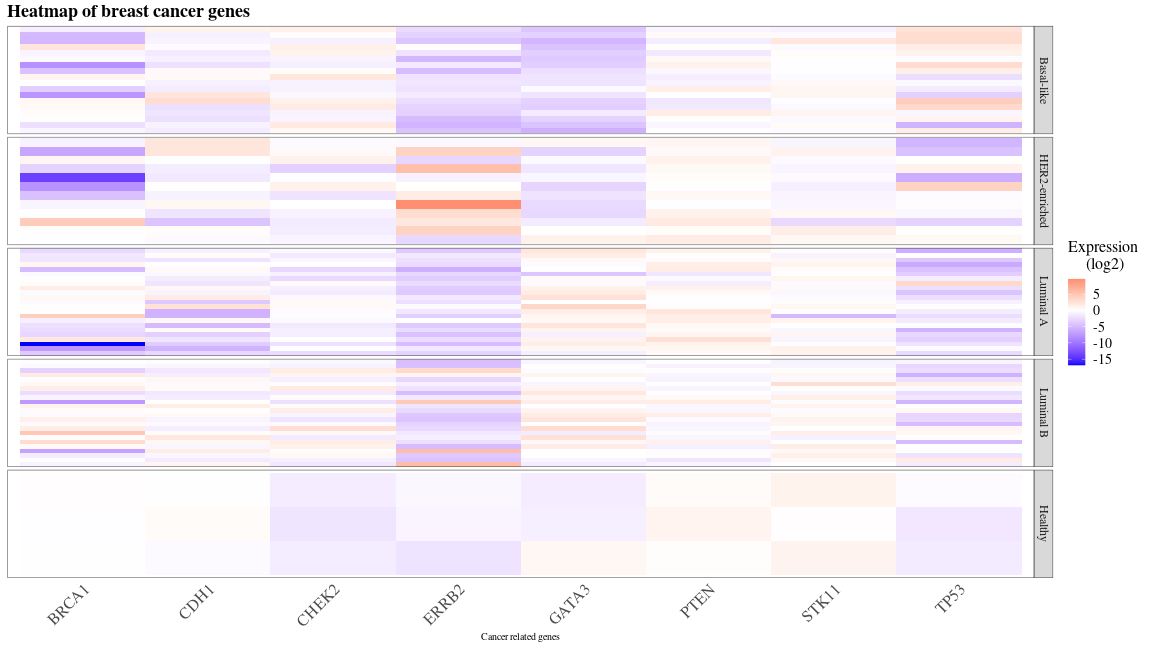 Heatmap of breast cancer genes
Basal-like
HER2-enriched
Luminal A
Luminal B
Healthy
Expression
(log2)
5
0
-5
-10
-15
BRCA1
CDH1
CHEK2
ERRB2
GATA3
PTEN
STK11
TP53
Cancer related genes